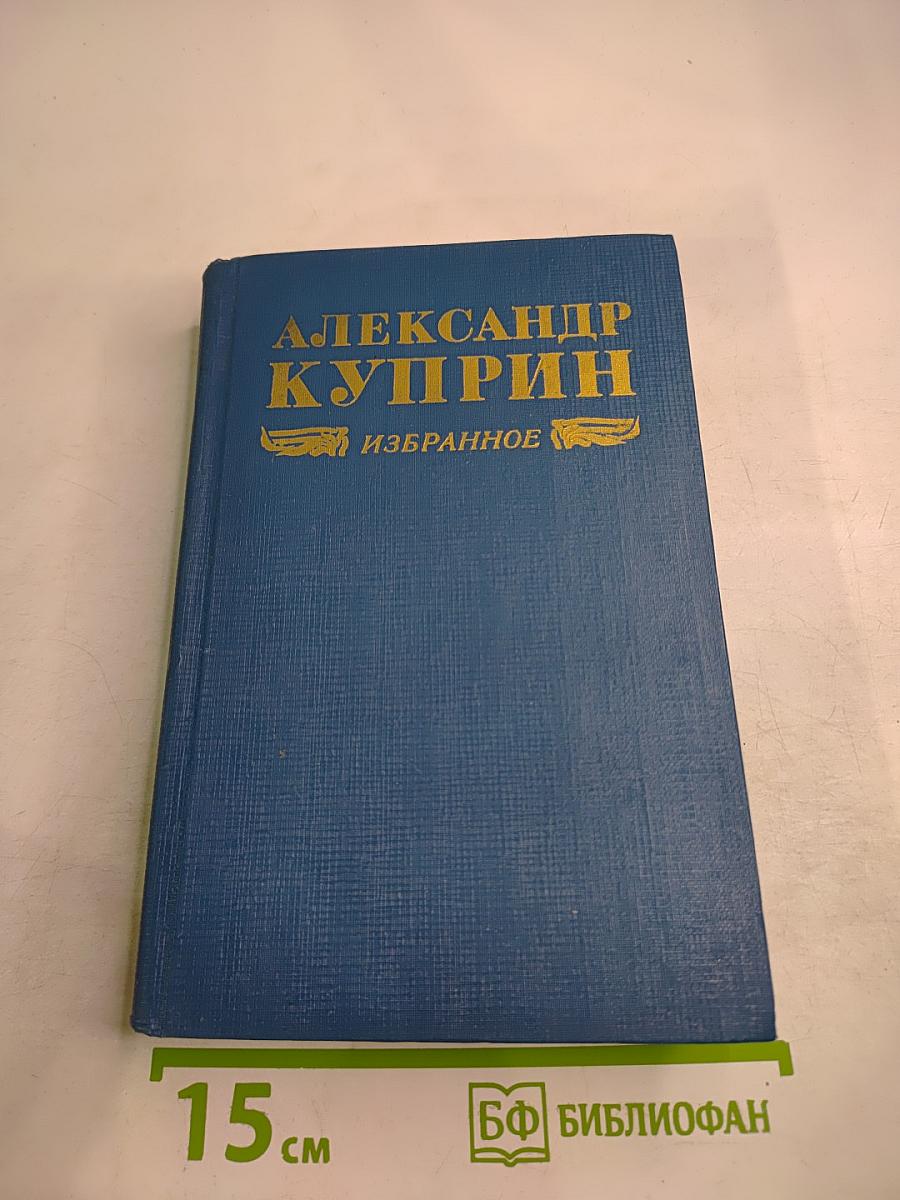 АЛЕКСАНДР
КУПРИН
ИЗБРАННОЕ
15 см
БФ БИБЛИОФАН